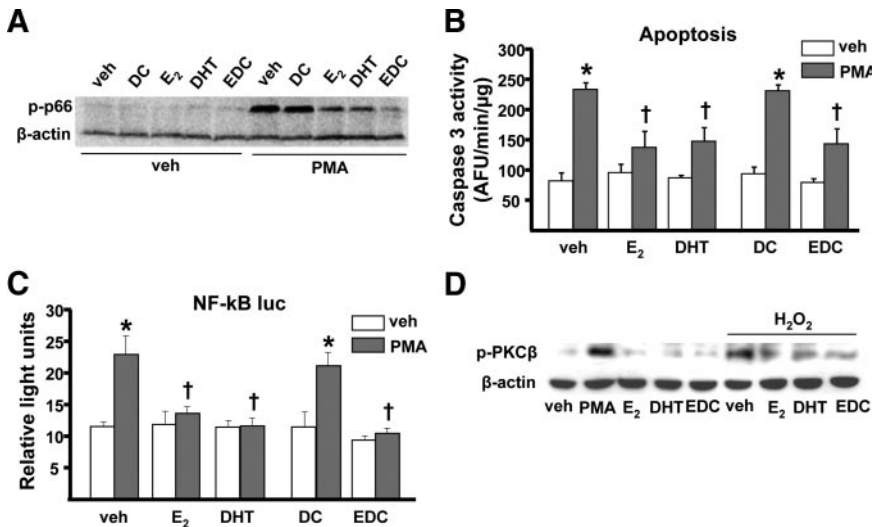 A
veh DC E₂ DHT EDC veh DC E₂ DHT EDC
p-p66
β-actin
veh PMA
B
Apoptosis
veh
PMA
Caspase 3 activity
(AFU/min/μg)
300
250
200
150
100
50
* † † * †
veh E₂ DHT DC EDC
C
NF-kB luc
veh
PMA
Relative light units
30
25
20
15
10
5
* † † * †
veh E₂ DHT DC EDC
D
H₂O₂
p-PKCβ
β-actin
veh PMA E₂ DHT EDC veh E₂ DHT EDC